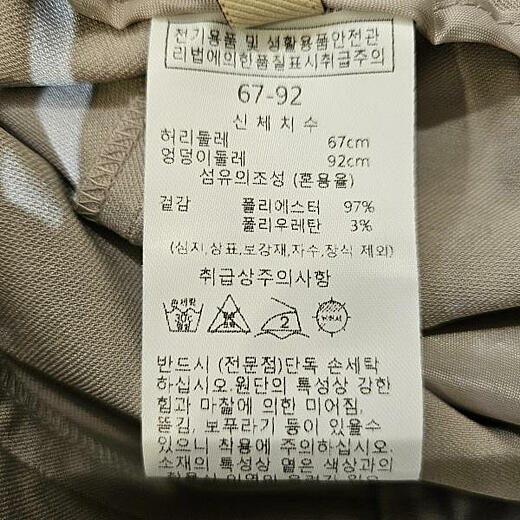 전기용품 및 생활용품안전관
리법에의한품질표시취급주의
67-92
신체치수
허리둘레 67cm
엉덩이둘레 92cm
섬유의조성 (혼용율)
겉감 폴리에스터 97%
폴리우레탄 3%
(심지,상표,보강재,자수,장식 제외)
취급상주의사항
손세탁
30℃
중성
2
반드시 (전문점)단독 손세탁
하십시오.원단의 특성상 강한
힘과 마찰에 의한 미어짐,
뜯김, 보푸라기 등이 있을수
있으니 착용에 주의하십시오.
소재의 특성상 옅은 색상과의